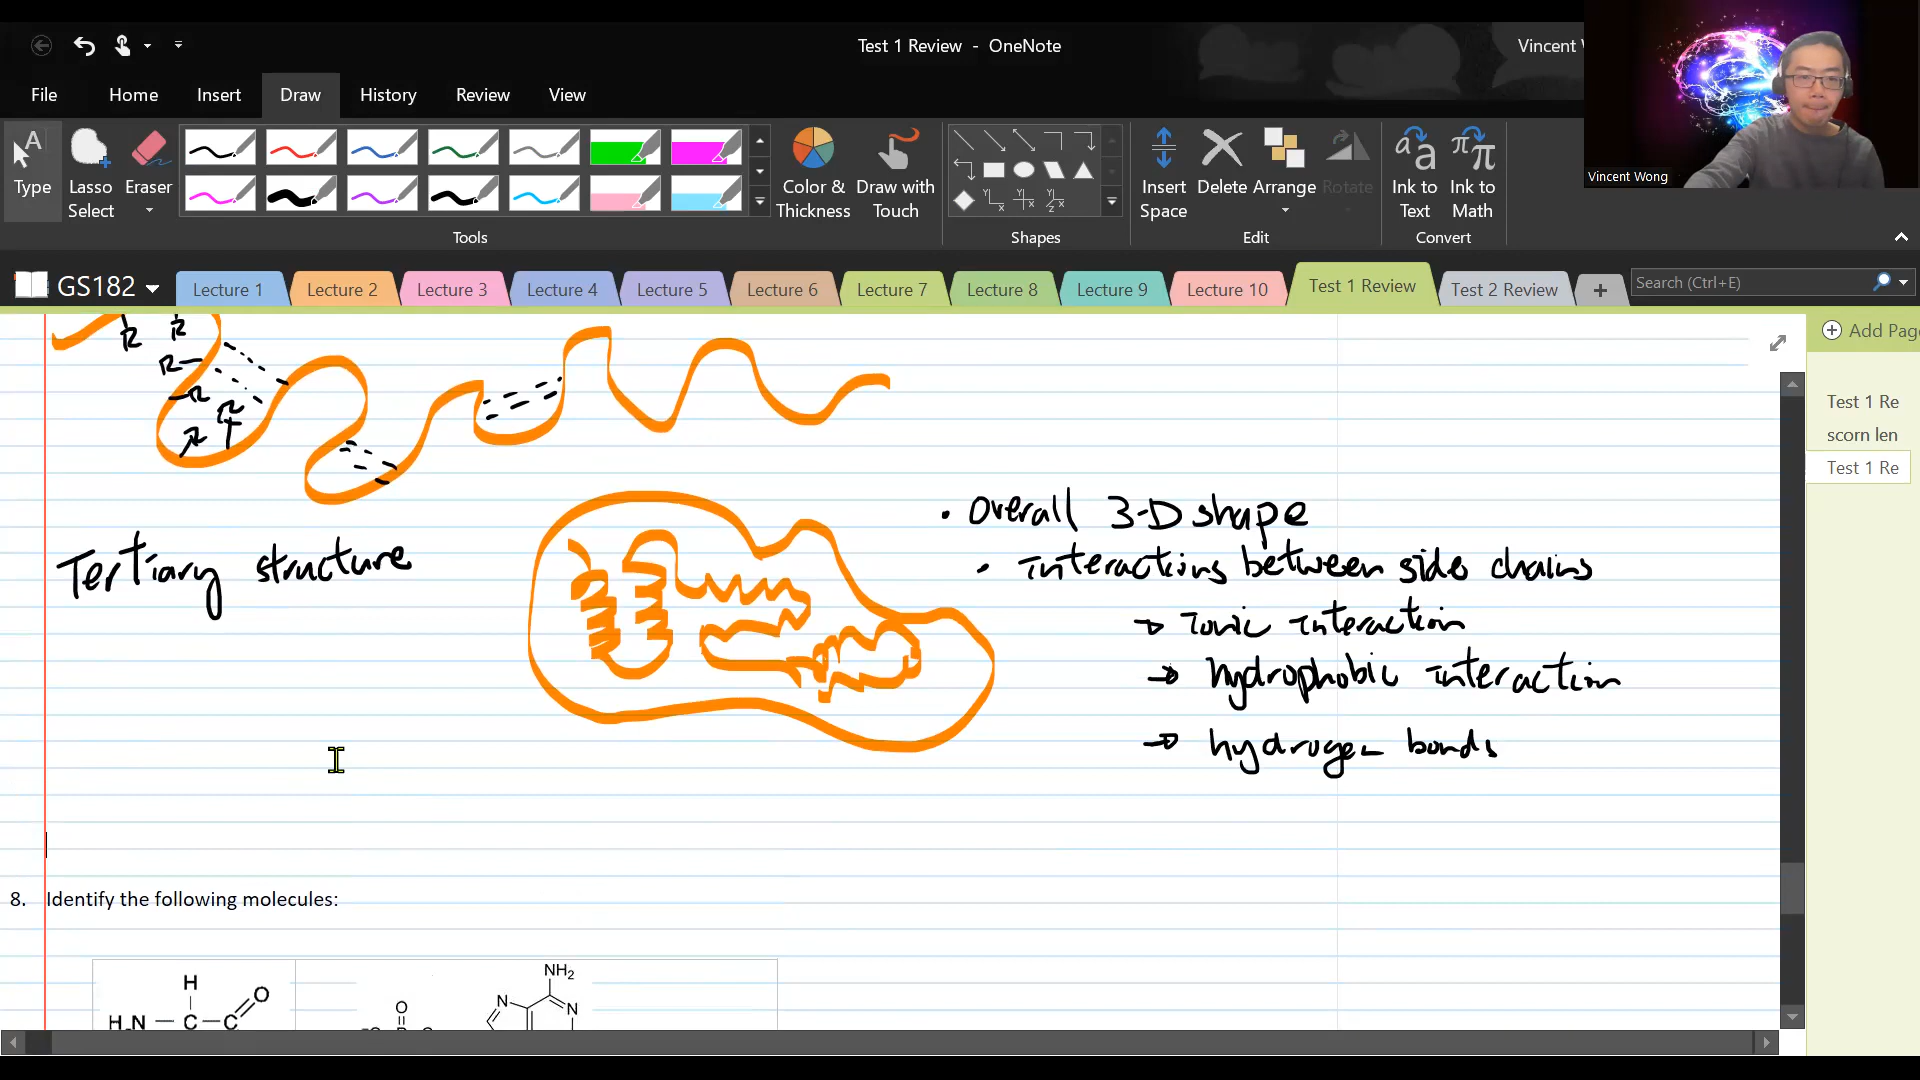 Test 1 Review - OneNote
Vincent W
File Home Insert Draw History Review View
Type
Lasso Select
Eraser
Color & Thickness
Draw with Touch
Insert Space
Delete
Arrange
Rotate
Ink to Text
Ink to Math
Tools
Shapes
Edit
Convert
Vincent Wong
GS182
Lecture 1 Lecture 2 Lecture 3 Lecture 4 Lecture 5 Lecture 6 Lecture 7 Lecture 8 Lecture 9 Lecture 10 Test 1 Review Test 2 Review
Search (Ctrl+E)
Add Pag
Test 1 Re
scorn len
Test 1 Re
R R
R
R
R
R
Tertiary structure
• Overall 3-D shape
• interactions between side chains
→ Ionic interaction
→ hydrophobic interaction
→ hydrogen bonds
8. Identify the following molecules:
H
H₂N — C — C
O
O
NH₂
N
N